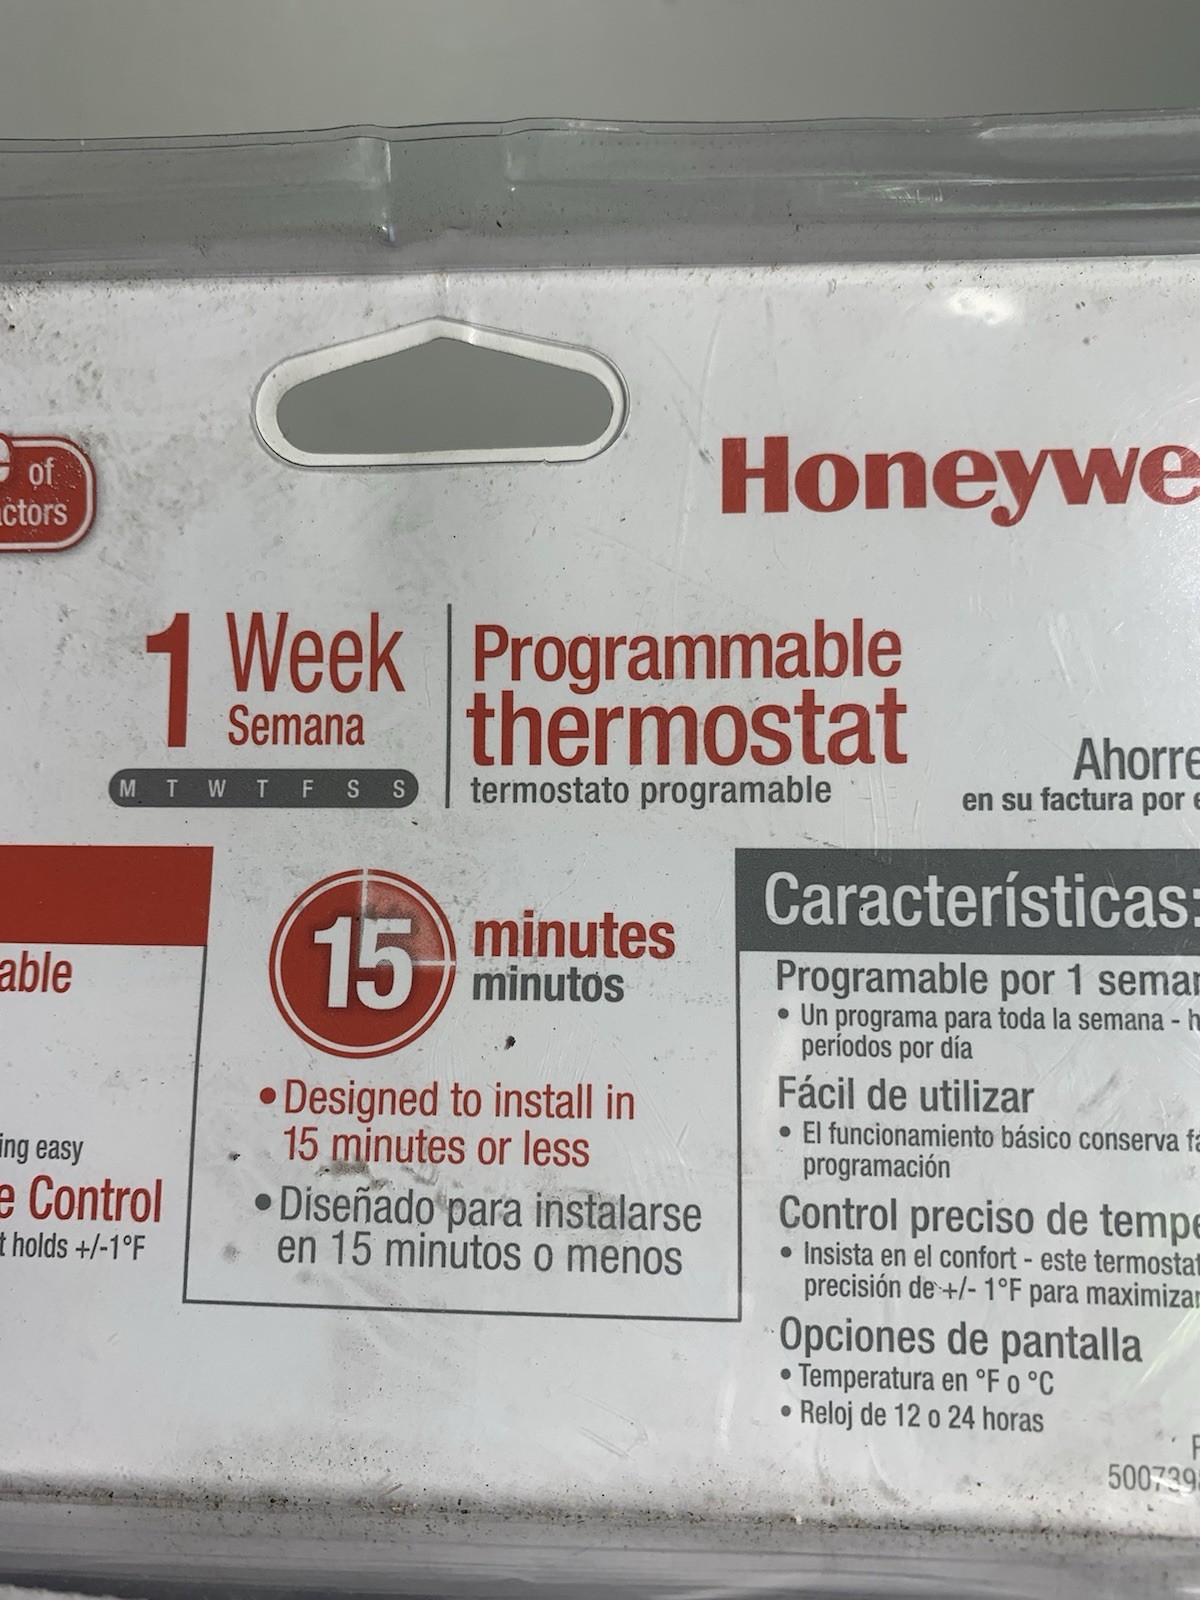 of
Honeywe
1 Week
Semana
M T W T F S S
Programmable
thermostat
termostato programable
Ahorre
en su factura por
able
ing easy
e Control
t holds +/-1°F
15 minutes
minutos
• Designed to install in
15 minutes or less
• Diseñado para instalarse
en 15 minutos o menos
Características:
Programable por 1 seman
• Un programa para toda la semana - h
períodos por día
Fácil de utilizar
• El funcionamiento básico conserva fá
programación
Control preciso de tempe
• Insista en el confort - este termostat
precisión de +/- 1°F para maximizar
Opciones de pantalla
• Temperatura en °F o °C
• Reloj de 12 o 24 horas
500739